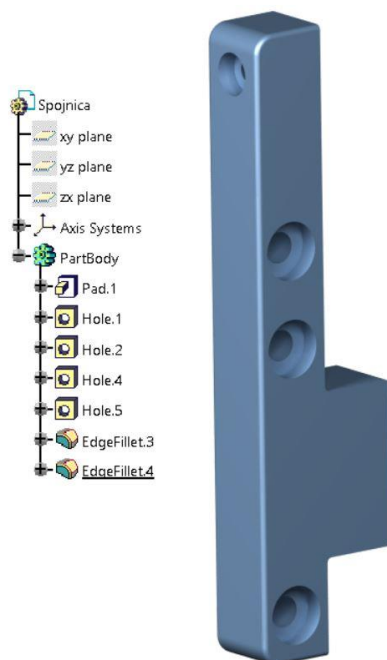 Spojnica
xy plane
yz plane
zx plane
Axis Systems
PartBody
Pad.1
Hole.1
Hole.2
Hole.4
Hole.5
EdgeFillet.3
EdgeFillet.4